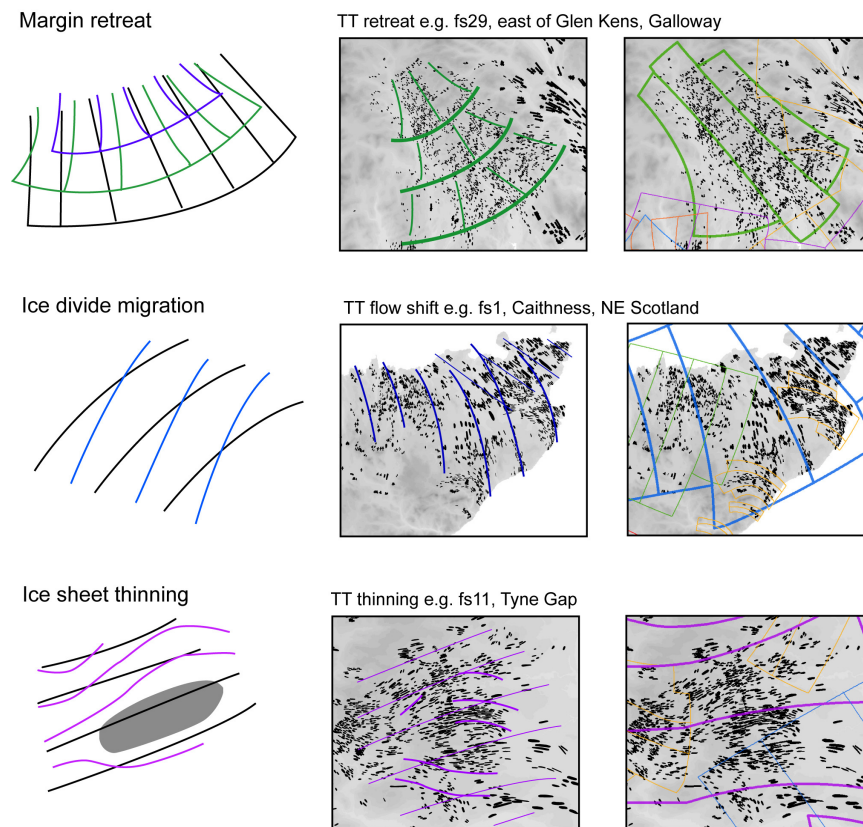 Margin retreat
TT retreat e.g. fs29, east of Glen Kens, Galloway
Ice divide migration
TT flow shift e.g. fs1, Caithness, NE Scotland
Ice sheet thinning
TT thinning e.g. fs11, Tyne Gap